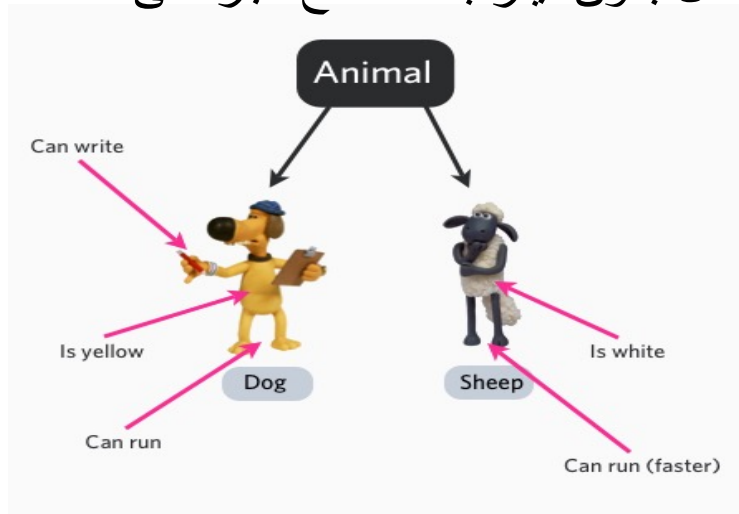 Animal
Can write
Is yellow
Is white
Dog
Sheep
Can run
Can run (faster)